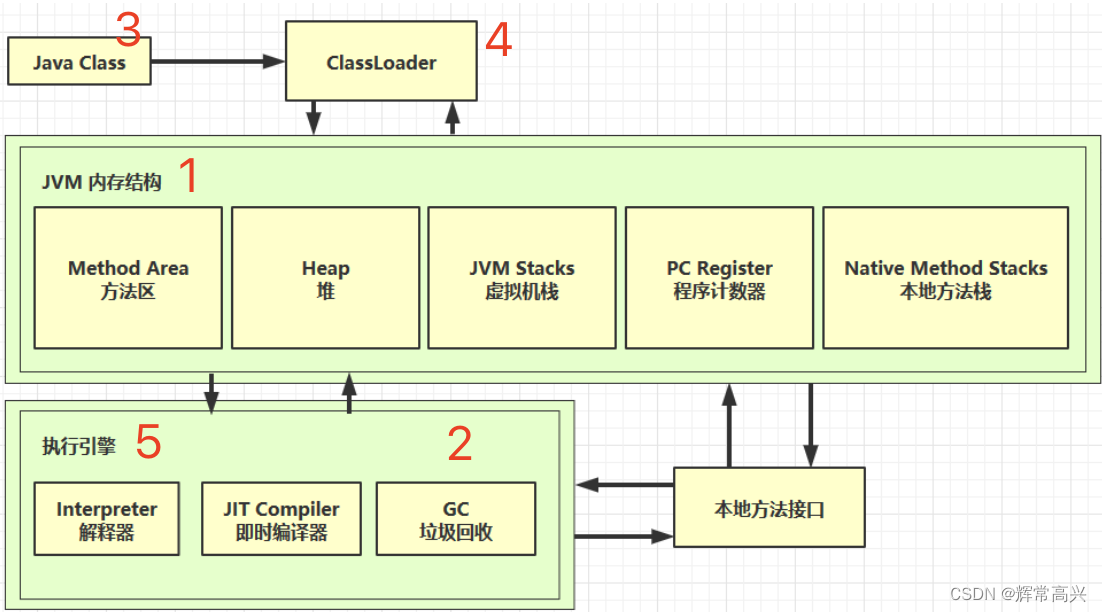 3
Java Class
ClassLoader
4
JVM 内存结构
1
Method Area
方法区
Heap
堆
JVM Stacks
虚拟机栈
PC Register
程序计数器
Native Method Stacks
本地方法栈
执行引擎
5
2
Interpreter
解释器
JIT Compiler
即时编译器
GC
垃圾回收
本地方法接口
CSDN @辉常高兴